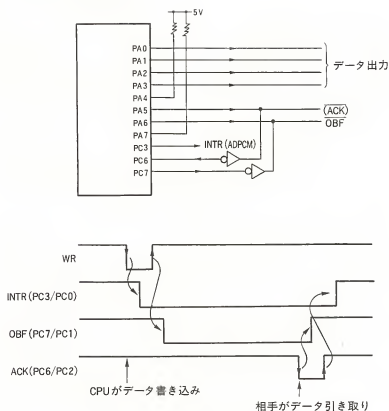 5V
PA0
PA1
PA2
PA3
データ出力
PA4
PA5
(ACK)
PA6
OBF
PA7
PC3
INTR(ADPCM)
PC6
PC7
WR
INTR(PC3/PC0)
OBF(PC7/PC1)
ACK(PC6/PC2)
CPUがデータ書き込み
相手がデータ引き取り